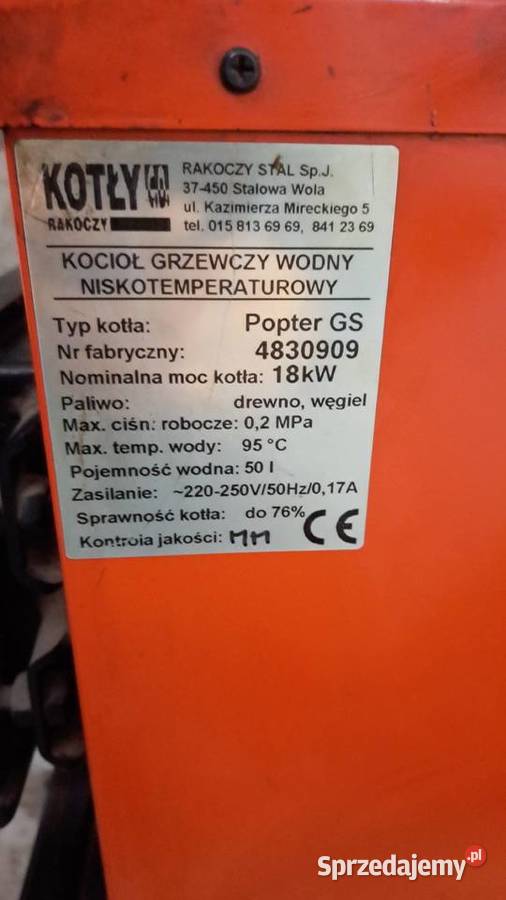 KOTŁY
RAKOCZY
RAKOCZY STAL Sp.J.
37-450 Stalowa Wola
ul. Kazimierza Mireckiego 5
tel. 015 813 69 69, 841 23 69
KOCIOŁ GRZEWCZY WODNY
NISKOTEMPERATUROWY
Typ kotła: Popter GS
Nr fabryczny: 4830909
Nominalna moc kotła: 18kW
Paliwo: drewno, węgiel
Max. ciśn: robocze: 0,2 MPa
Max. temp. wody: 95 °C
Pojemność wodna: 50 l
Zasilanie: ~220-250V/50Hz/0,17A
Sprawność kotła: do 76% CE
Kontrola jakości:
Sprzedajemy.pl